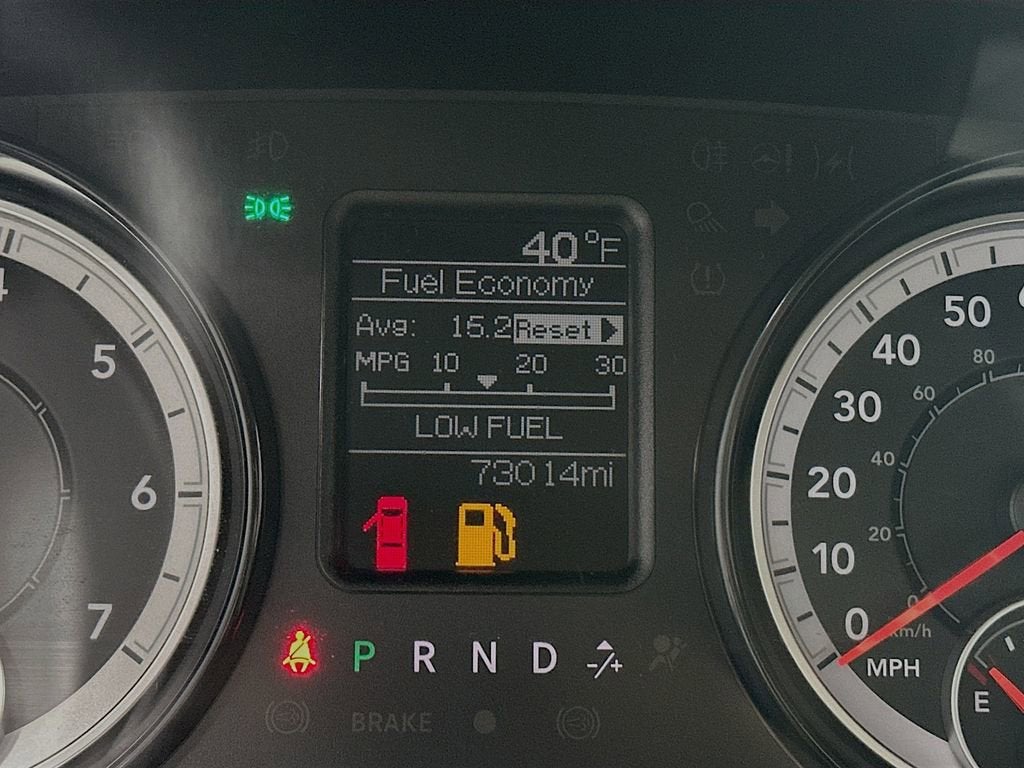 40°F
Fuel Economy
Avg: 15.2 Reset
MPG 10 20 30
LOW FUEL
73014mi
P R N D -/+
BRAKE
5
6
7
50
40
30
20
10
0
MPH
80
60
40
20
0
km/h
E